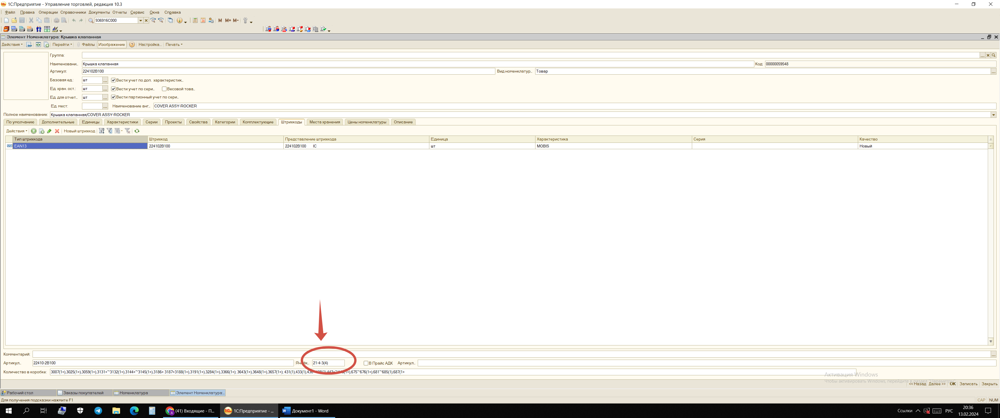 1С:Предприятие - Управление торговлей, редакция 10.3
Файл Правка Операции Справочники Документы Отчеты Сервис Окна Справка
936916C000 M M+ M-
Элемент Номенклатура: Крышка клапанная
Действия Перейти Файлы Изображение Настройка... Печать
Группа:
Наименовани... Крышка клапанная Код: 00000059548
Артикул: 224102B100 Вид номенклатур... Товар
Базовая ед.: шт Вести учет по доп. характеристик...
Ед. хран. ост.: шт Вести учет по сери... Весовой това...
Ед. для отчет... шт Вести партионный учет по сери...
Ед. мест: Наименование анг... COVER ASSY-ROCKER
Полное наименование: Крышка клапанная/COVER ASSY-ROCKER
По умолчанию Дополнительные Единицы Характеристики Серии Проекты Свойства Категории Комплектующие Штрихкоды Места хранения Цены номенклатуры Описание
Действия Новый штрихкод
Тип штрихкода Штрихкод Представление штрихкода Единица Характеристика Серия Качество
EAN13 224102B100 224102B100 IC шт MOBIS Новый
Комментарий:
Артикул... 22410-2B100 Ячейк... 21-4-3(4) В Прайс АДК Артикул...
Количество в коробке: 3007(1+),3025(1+),3059(1+),3131+~3132(1+),3144+~3145(1+),3186+ 3187+3188(1+),3191(1+),3284(1+),3366(1+); 3643(1+),3648(1+),3657(1+); 431(1),433(1),675~676(1+),681~685(1),687(1+
Активация Windows
Чтобы активировать Windows, перейдите в раздел "Параметры".
<< Назад Далее >> OK Записать Закрыть
Рабочий стол Заказы покупателей Номенклатура Элемент Номенклатура:...
Для получения подсказки нажмите F1 CAP NUM
(41) Входящие - П... 1С:Предприятие - ... Документ1 - Word Ссылки РУС 20:36
13.02.2024